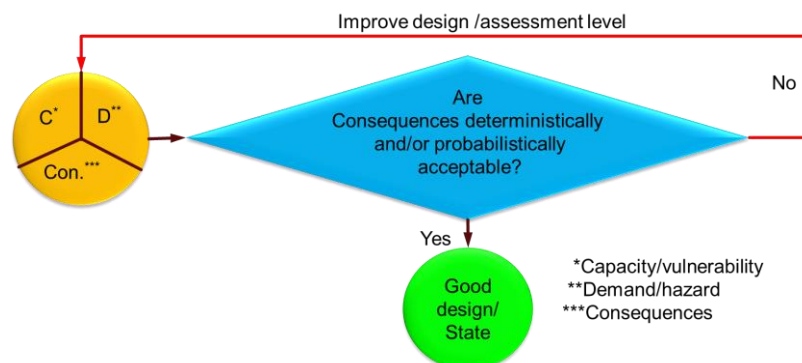 Improve design /assessment level
No
C* D**
Con.***
Are
Consequences deterministically
and/or probabilistically
acceptable?
Yes
Good
design/
State
*Capacity/vulnerability
**Demand/hazard
***Consequences